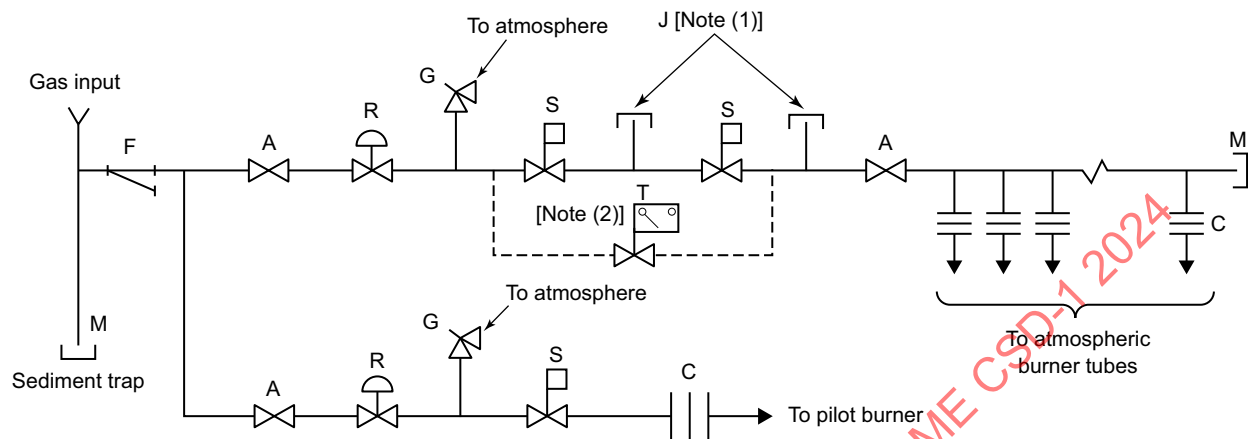 To atmosphere
J [Note (1)]
Gas input
G
R
S
S
F
A
A
M
T
[Note (2)]
C
To atmosphere
G
M
Sediment trap
R
S
A
C
To pilot burner
To atmospheric
burner tubes
ME CSD-1 2024